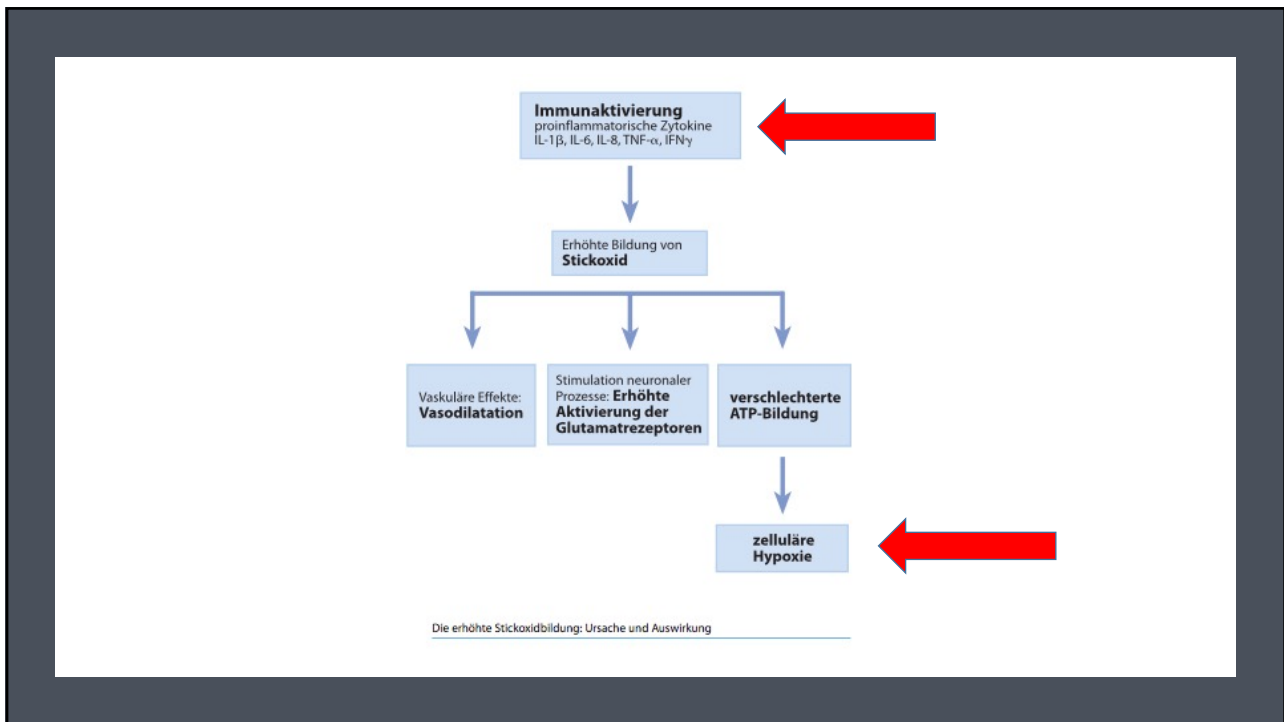 Immunaktivierung
proinflammatorische Zytokine
IL-1β, IL-6, IL-8, TNF-α, IFNγ
Erhöhte Bildung von
Stickoxid
Vaskuläre Effekte:
Vasodilatation
Stimulation neuronaler
Prozesse: Erhöhte
Aktivierung der
Glutamatrezeptoren
verschlechterte
ATP-Bildung
zelluläre
Hypoxie
Die erhöhte Stickoxidbildung: Ursache und Auswirkung